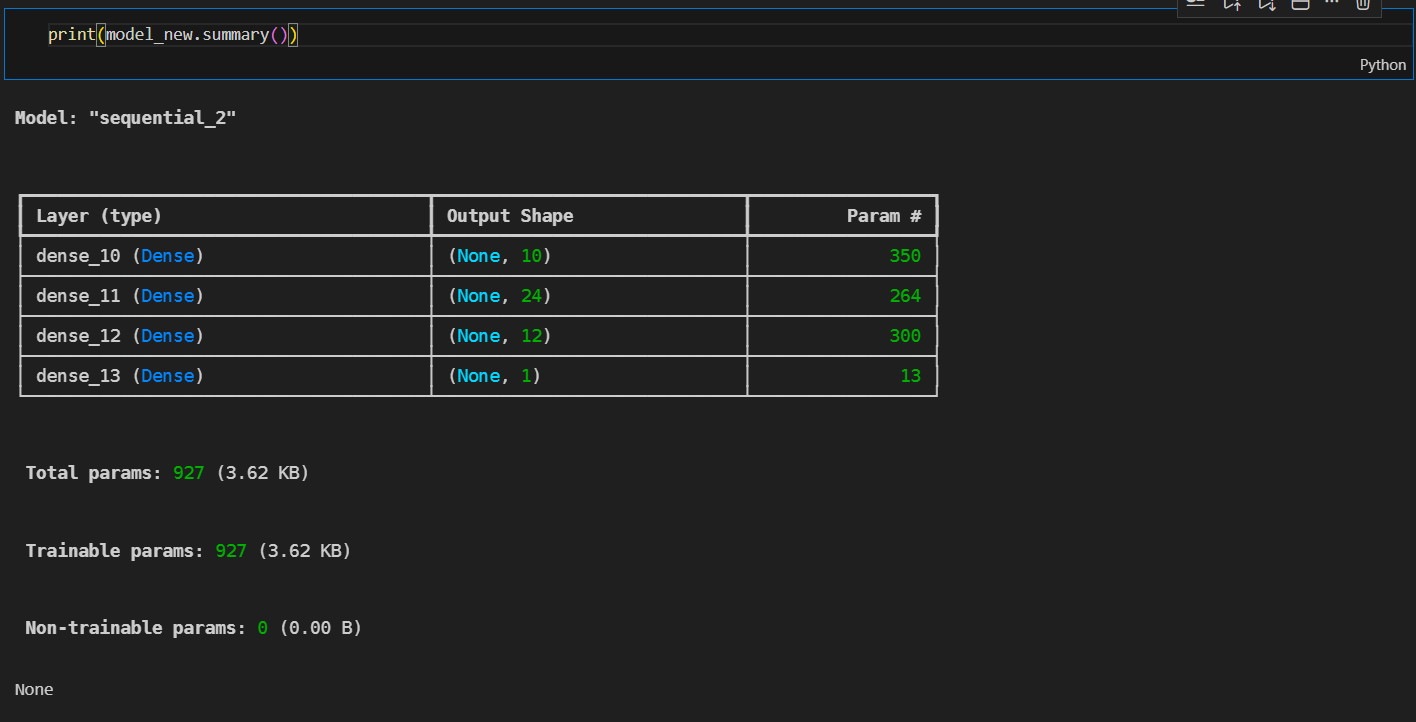 print(model_new.summary())
Python
Model: "sequential_2"
Layer (type) Output Shape Param #
dense_10 (Dense) (None, 10) 350
dense_11 (Dense) (None, 24) 264
dense_12 (Dense) (None, 12) 300
dense_13 (Dense) (None, 1) 13
Total params: 927 (3.62 KB)
Trainable params: 927 (3.62 KB)
Non-trainable params: 0 (0.00 B)
None